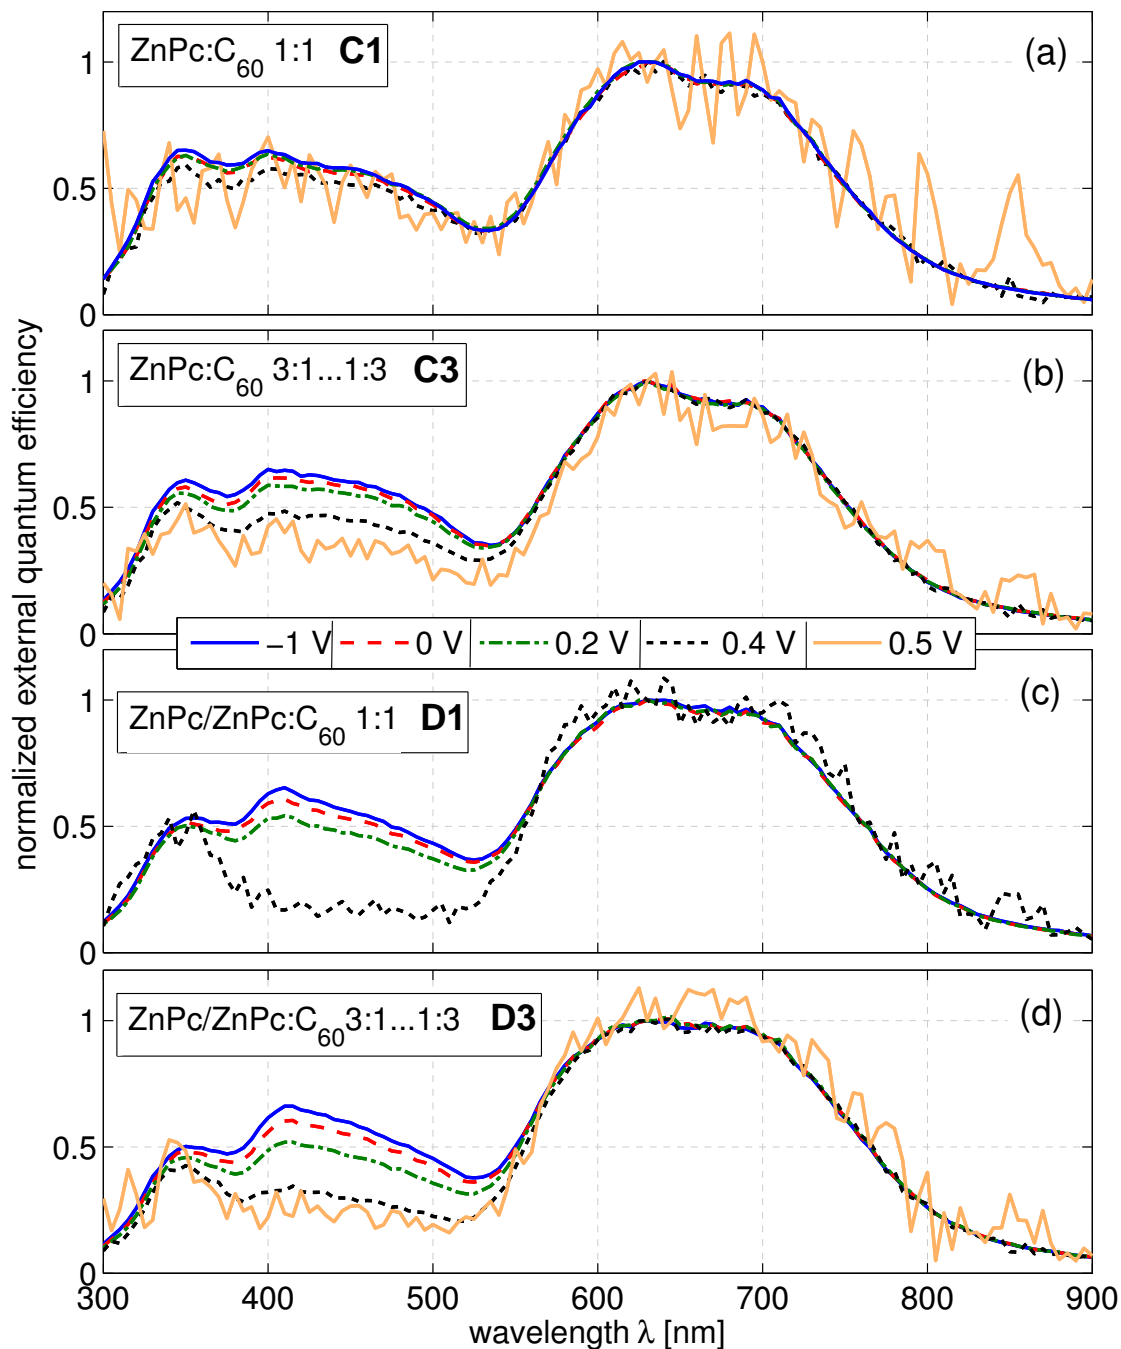 normalized external quantum efficiency
ZnPc:C60 1:1 C1
(a)
1
0.5
0
ZnPc:C60 3:1...1:3 C3
(b)
1
0.5
0
−1 V 0 V 0.2 V 0.4 V 0.5 V
ZnPc/ZnPc:C60 1:1 D1
(c)
1
0.5
0
ZnPc/ZnPc:C60 3:1...1:3 D3
(d)
1
0.5
0
300 400 500 600 700 800 900
wavelength λ [nm]